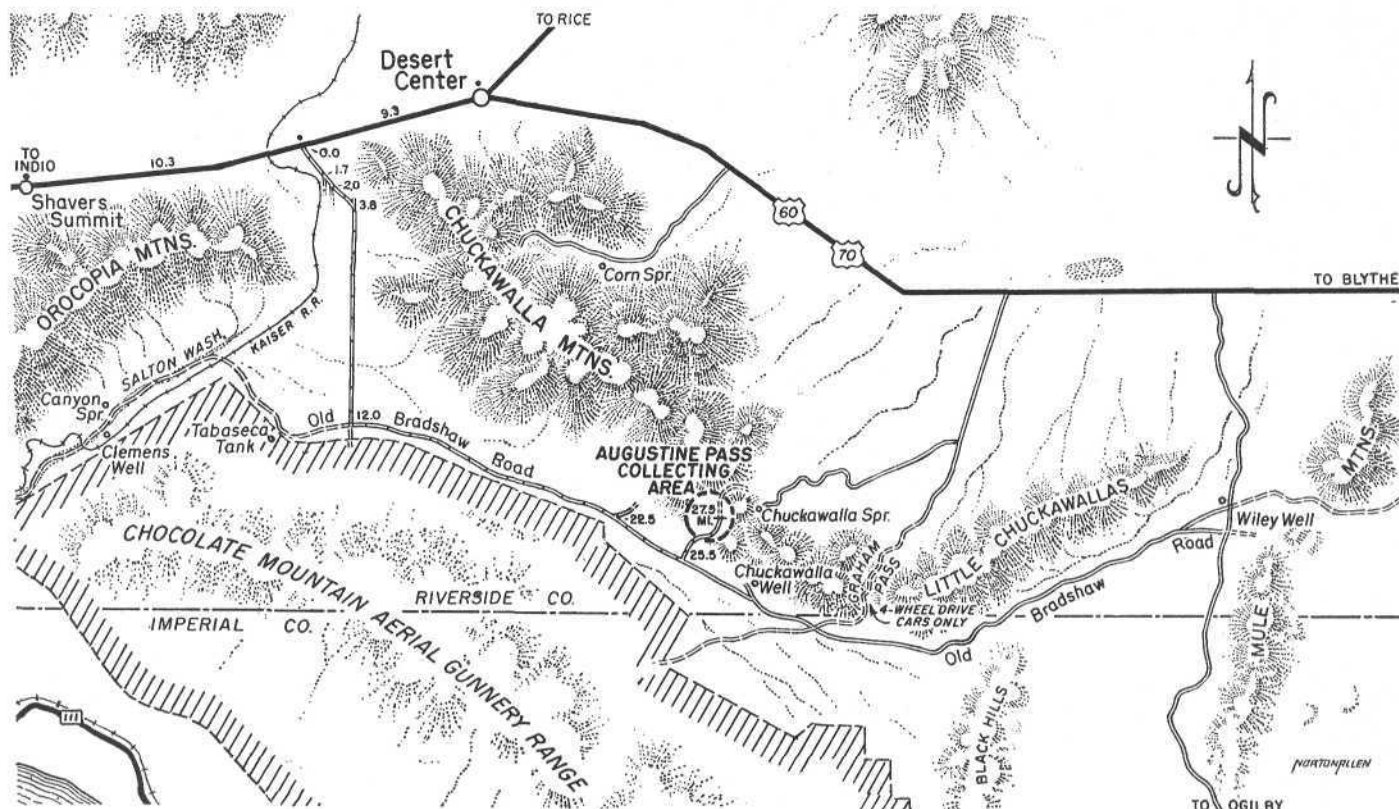 TO RICE
Desert
Center
9.3
N
TO
INDIO
10.3
0.0
1.7
2.0
3.8
Shavers
Summit
60
70
CHUCKAWALLA MTNS.
Corn Spr.
OROCOPIA MTNS.
TO BLYTHE
SALTON WASH
KAISER R.R.
Canyon
Spr.
Clemens
Well
Tabaseca
Tank
12.0
Old Bradshaw Road
AUGUSTINE PASS
COLLECTING
AREA
27.5
MI.
22.5
25.5
Chuckawalla Spr.
Chuckawalla
Well
GRAHAM
PASS
LITTLE CHUCKAWALLAS
4-WHEEL DRIVE
CARS ONLY
Old Bradshaw Road
Wiley Well
MULE MTNS.
CHOCOLATE MOUNTAIN AERIAL GUNNERY RANGE
RIVERSIDE CO.
IMPERIAL CO.
111
BLACK HILLS
NORTON ALLEN
TO OGILBY